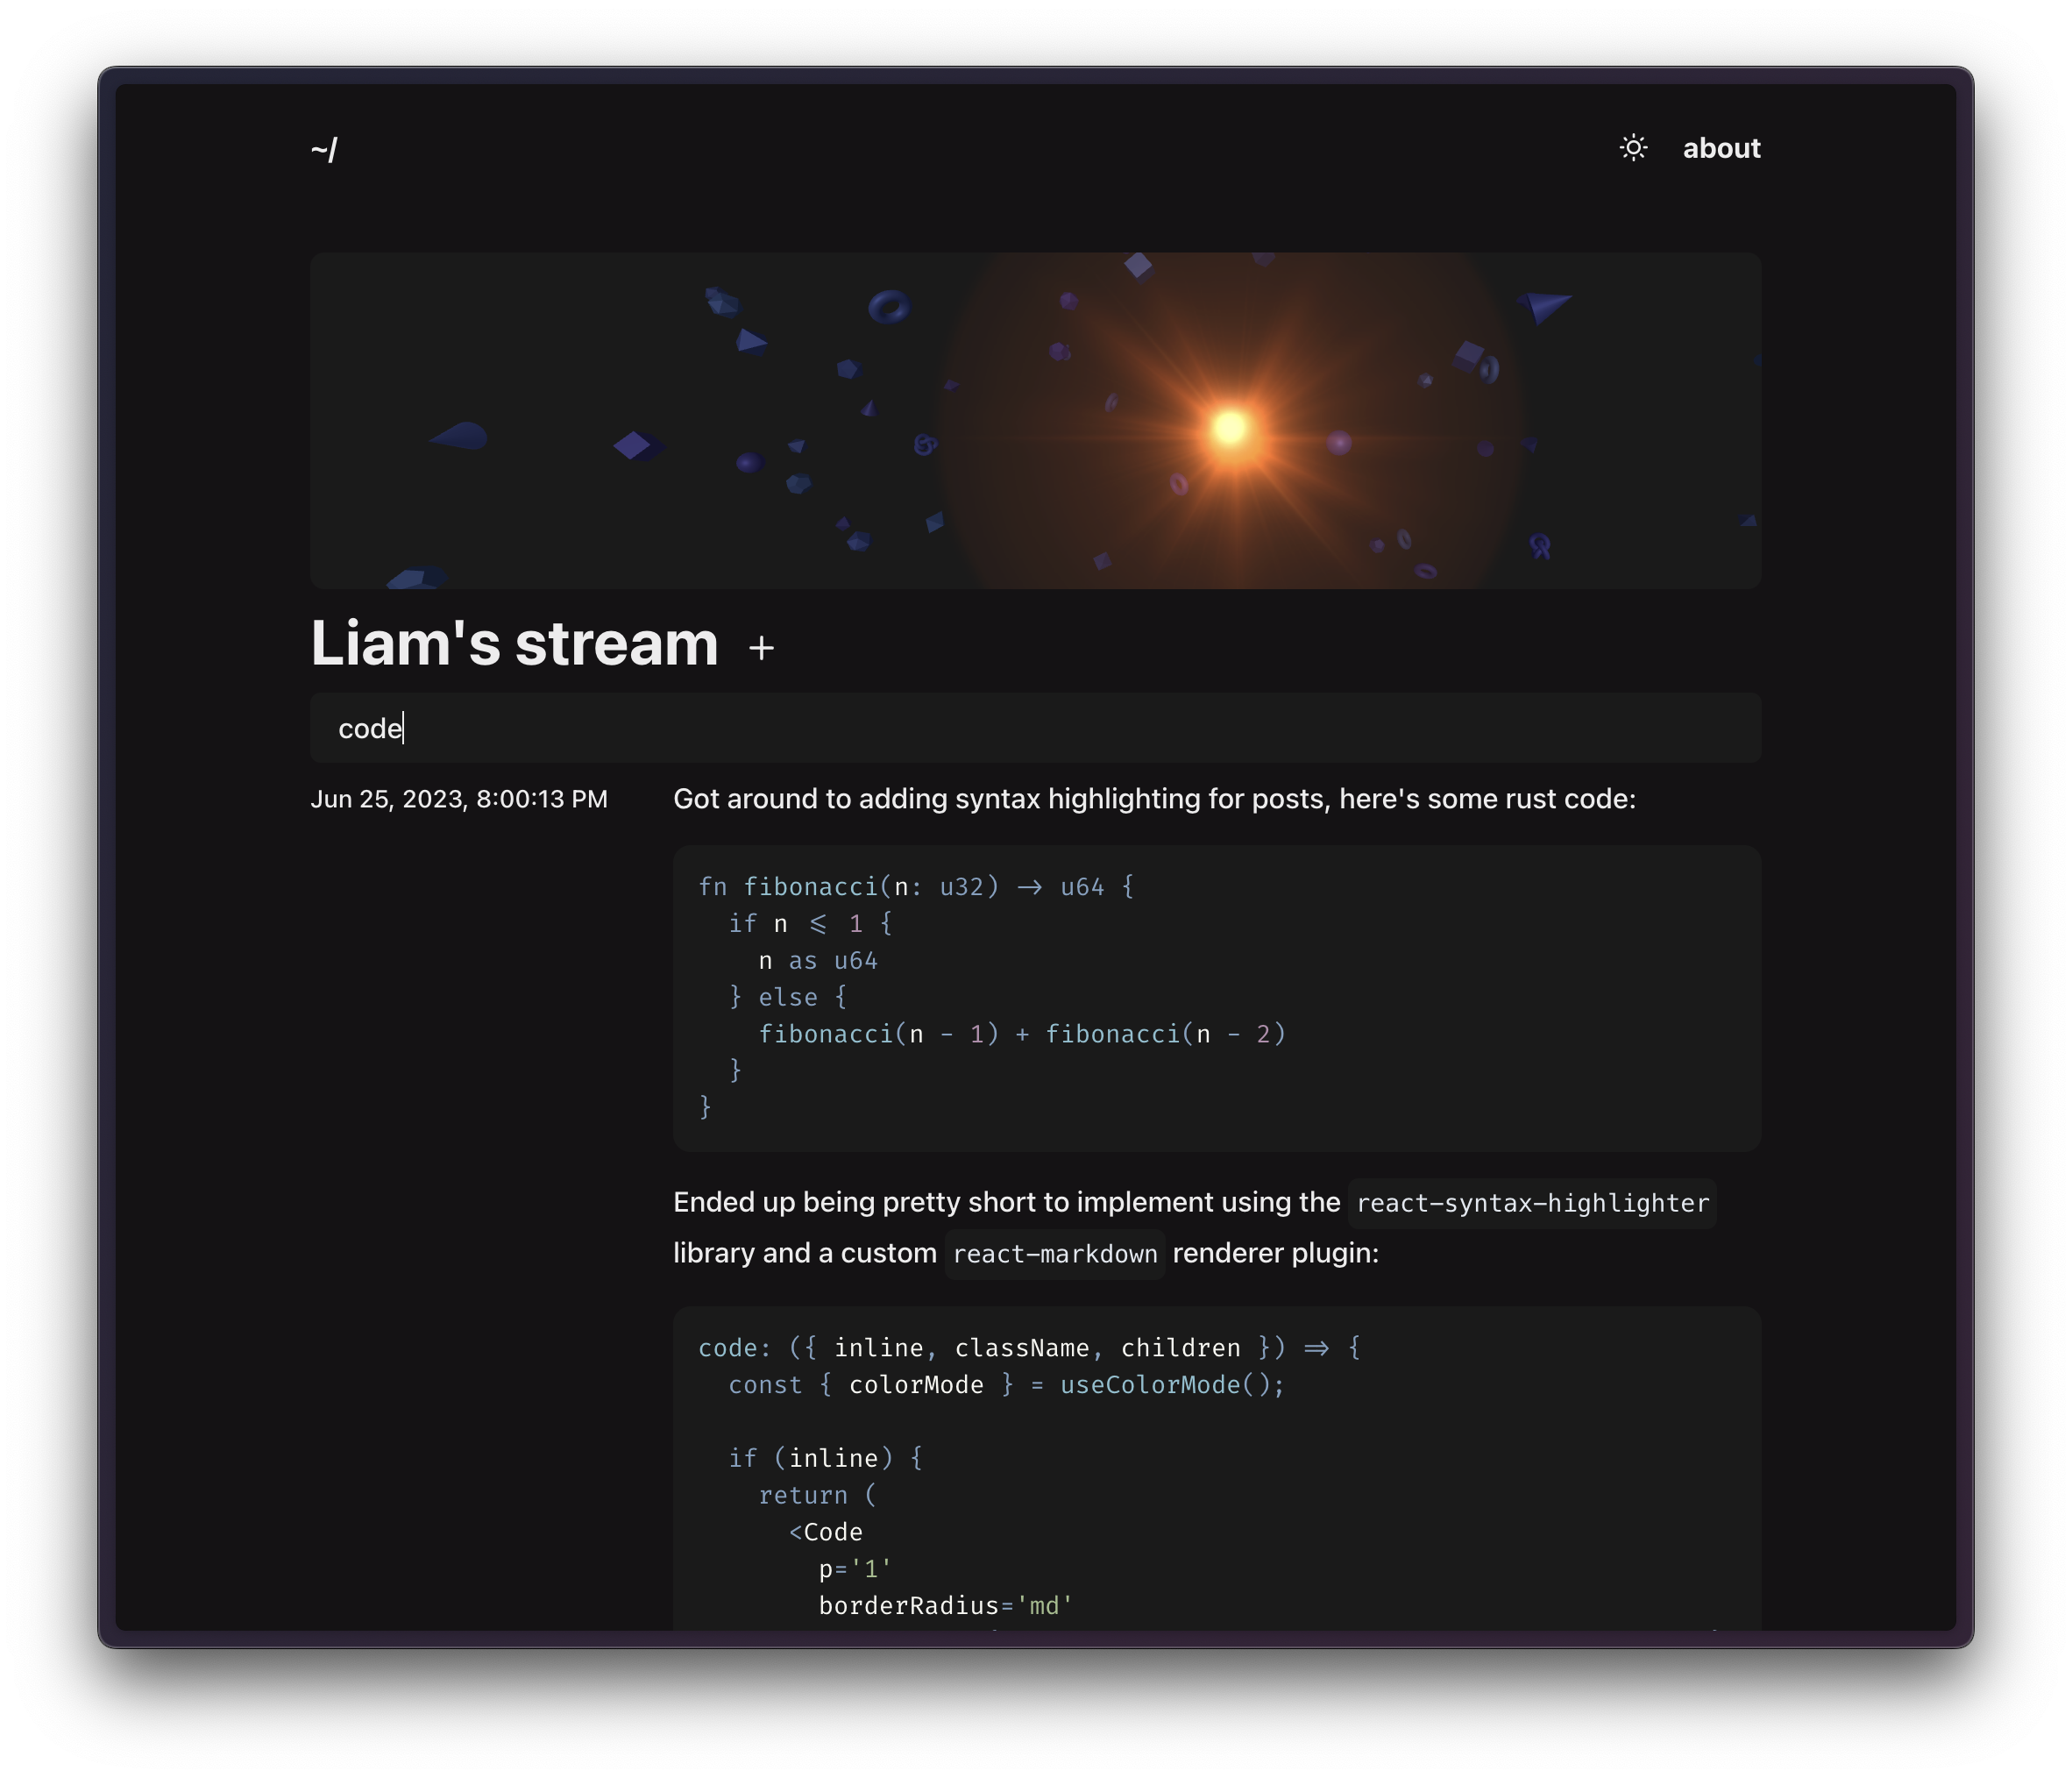 ~/
about
Liam's stream +
code
Jun 25, 2023, 8:00:13 PM
Got around to adding syntax highlighting for posts, here's some rust code:
fn fibonacci(n: u32) -> u64 {
  if n <= 1 {
    n as u64
  } else {
    fibonacci(n - 1) + fibonacci(n - 2)
  }
}
Ended up being pretty short to implement using the react-syntax-highlighter
library and a custom react-markdown renderer plugin:
code: ({ inline, className, children }) => {
  const { colorMode } = useColorMode();
  if (inline) {
    return (
      <Code
        p='1'
        borderRadius='md'